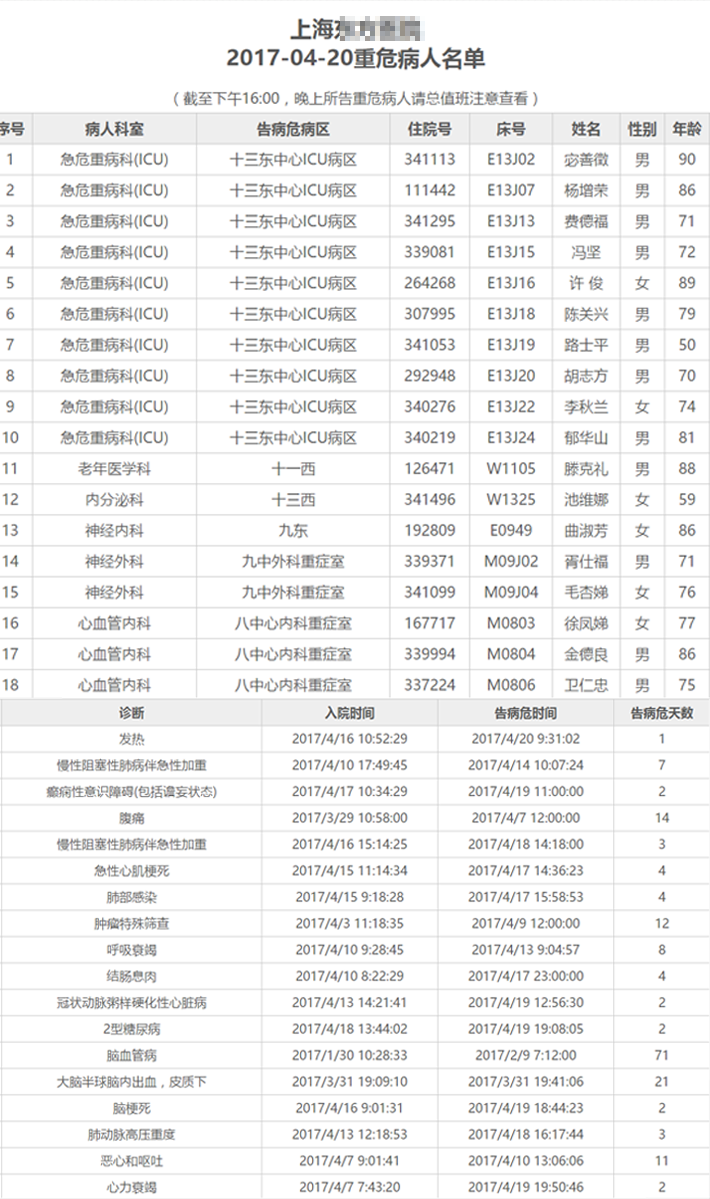 上海
2017-04-20重危病人名单
（截至下午16:00，晚上所告重危病人请总值班注意查看）
序号 病人科室 告病危病区 住院号 床号 姓名 性别 年龄
1 急危重病科(ICU) 十三东中心ICU病区 341113 E13J02 宓善徵 男 90
2 急危重病科(ICU) 十三东中心ICU病区 111442 E13J07 杨增荣 男 86
3 急危重病科(ICU) 十三东中心ICU病区 341295 E13J13 费德福 男 71
4 急危重病科(ICU) 十三东中心ICU病区 339081 E13J15 冯坚 男 72
5 急危重病科(ICU) 十三东中心ICU病区 264268 E13J16 许 俊 女 89
6 急危重病科(ICU) 十三东中心ICU病区 307995 E13J18 陈关兴 男 79
7 急危重病科(ICU) 十三东中心ICU病区 341053 E13J19 路士平 男 50
8 急危重病科(ICU) 十三东中心ICU病区 292948 E13J20 胡志方 男 70
9 急危重病科(ICU) 十三东中心ICU病区 340276 E13J22 李秋兰 女 74
10 急危重病科(ICU) 十三东中心ICU病区 340219 E13J24 郁华山 男 81
11 老年医学科 十一西 126471 W1105 滕克礼 男 88
12 内分泌科 十三西 341496 W1325 池维娜 女 59
13 神经内科 九东 192809 E0949 曲淑芳 女 86
14 神经外科 九中外科重症室 339371 M09J02 胥仕福 男 71
15 神经外科 九中外科重症室 341099 M09J04 毛杏娣 女 76
16 心血管内科 八中心内科重症室 167717 M0803 徐凤娣 女 77
17 心血管内科 八中心内科重症室 339994 M0804 金德良 男 86
18 心血管内科 八中心内科重症室 337224 M0806 卫仁忠 男 75
诊断 入院时间 告病危时间 告病危天数
发热 2017/4/16 10:52:29 2017/4/20 9:31:02 1
慢性阻塞性肺病伴急性加重 2017/4/10 17:49:45 2017/4/14 10:07:24 7
癫痫性意识障碍(包括谵妄状态) 2017/4/17 10:34:29 2017/4/19 11:00:00 2
腹痛 2017/3/29 10:58:00 2017/4/7 12:00:00 14
慢性阻塞性肺病伴急性加重 2017/4/16 15:14:25 2017/4/18 14:18:00 3
急性心肌梗死 2017/4/15 11:14:34 2017/4/17 14:36:23 4
肺部感染 2017/4/15 9:18:28 2017/4/17 15:58:53 4
肿瘤特殊筛查 2017/4/3 11:18:35 2017/4/9 12:00:00 12
呼吸衰竭 2017/4/10 9:28:45 2017/4/13 9:04:57 8
结肠息肉 2017/4/10 8:22:29 2017/4/17 23:00:00 4
冠状动脉粥样硬化性心脏病 2017/4/13 14:21:41 2017/4/19 12:56:30 2
2型糖尿病 2017/4/18 13:44:02 2017/4/19 19:08:05 2
脑血管病 2017/1/30 10:28:33 2017/2/9 7:12:00 71
大脑半球脑内出血，皮质下 2017/3/31 19:09:10 2017/3/31 19:41:06 21
脑梗死 2017/4/16 9:01:31 2017/4/19 18:44:23 2
肺动脉高压重度 2017/4/13 12:18:53 2017/4/18 16:17:44 3
恶心和呕吐 2017/4/7 9:01:41 2017/4/10 13:06:06 11
心力衰竭 2017/4/7 7:43:20 2017/4/19 19:50:46 2